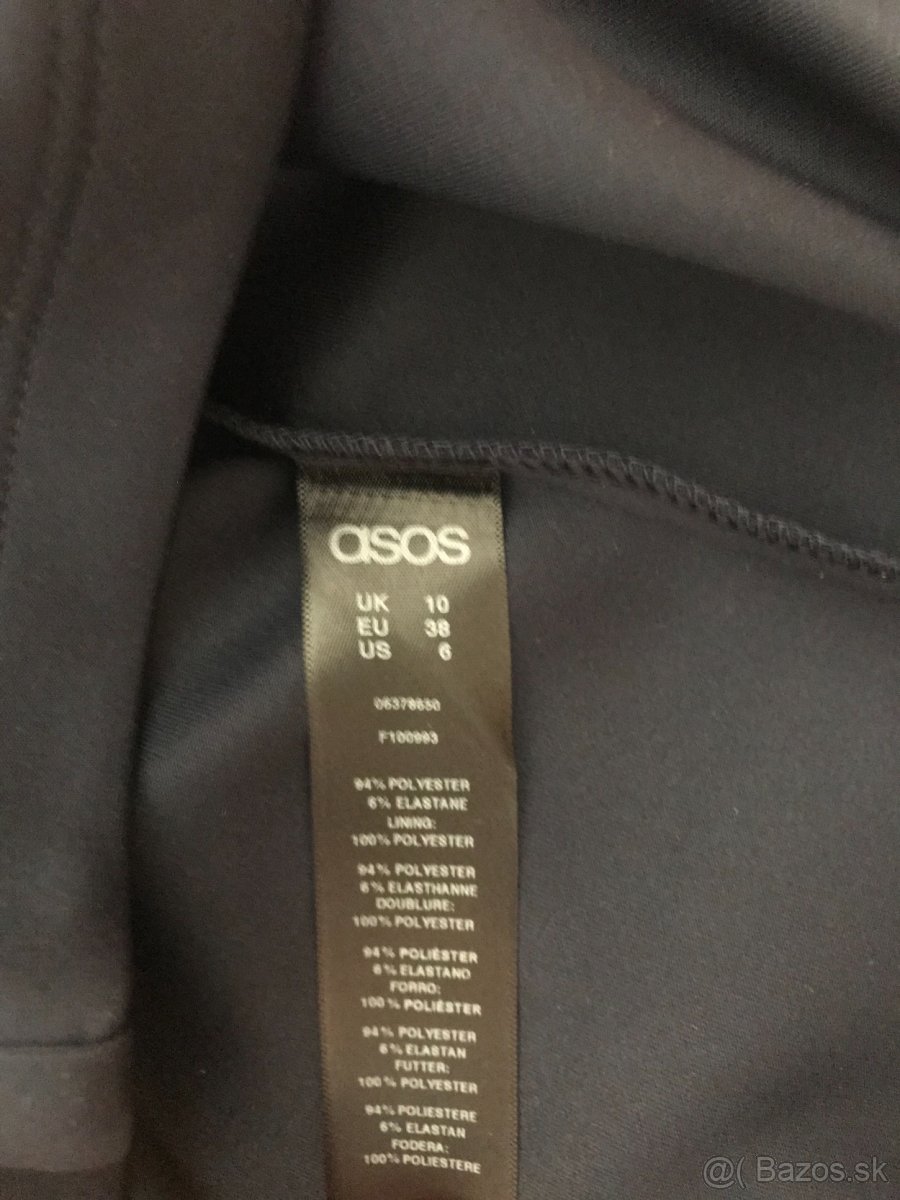 asos
UK 10
EU 38
US 6
06378650
F100993
94% POLYESTER
6% ELASTANE
LINING:
100% POLYESTER
94% POLYESTER
6% ELASTHANNE
DOUBLURE:
100% POLYESTER
94% POLIÉSTER
6% ELASTANO
FORRO:
100% POLIÉSTER
94% POLYESTER
6% ELASTAN
FUTTER:
100% POLYESTER
94% POLIESTERE
6% ELASTAN
FODERA:
100% POLIESTERE
@( Bazos.sk